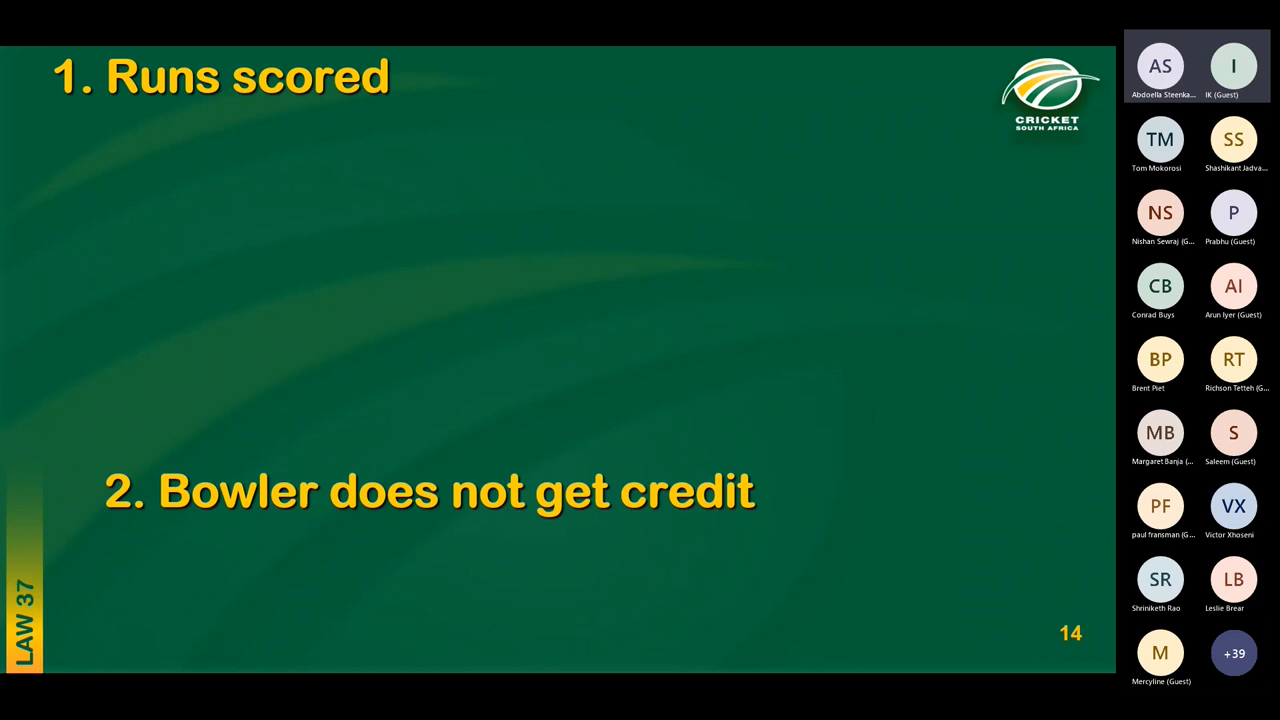 1. Runs scored
CRICKET
SOUTH AFRICA
2. Bowler does not get credit
LAW 37
14
AS
Abdoella Steenka...
I
IK (Guest)
TM
Tom Mokorosi
SS
Shashikant Jadva...
NS
Nishan Sewraj (G...
P
Prabhu (Guest)
CB
Conrad Buys
AI
Arun Iyer (Guest)
BP
Brent Piet
RT
Richson Tetteh (G...
MB
Margaret Banja (...
S
Saleem (Guest)
PF
paul fransman (G...
VX
Victor Xhoseni
SR
Shriniketh Rao
LB
Leslie Brear
M
Mercyline (Guest)
+39